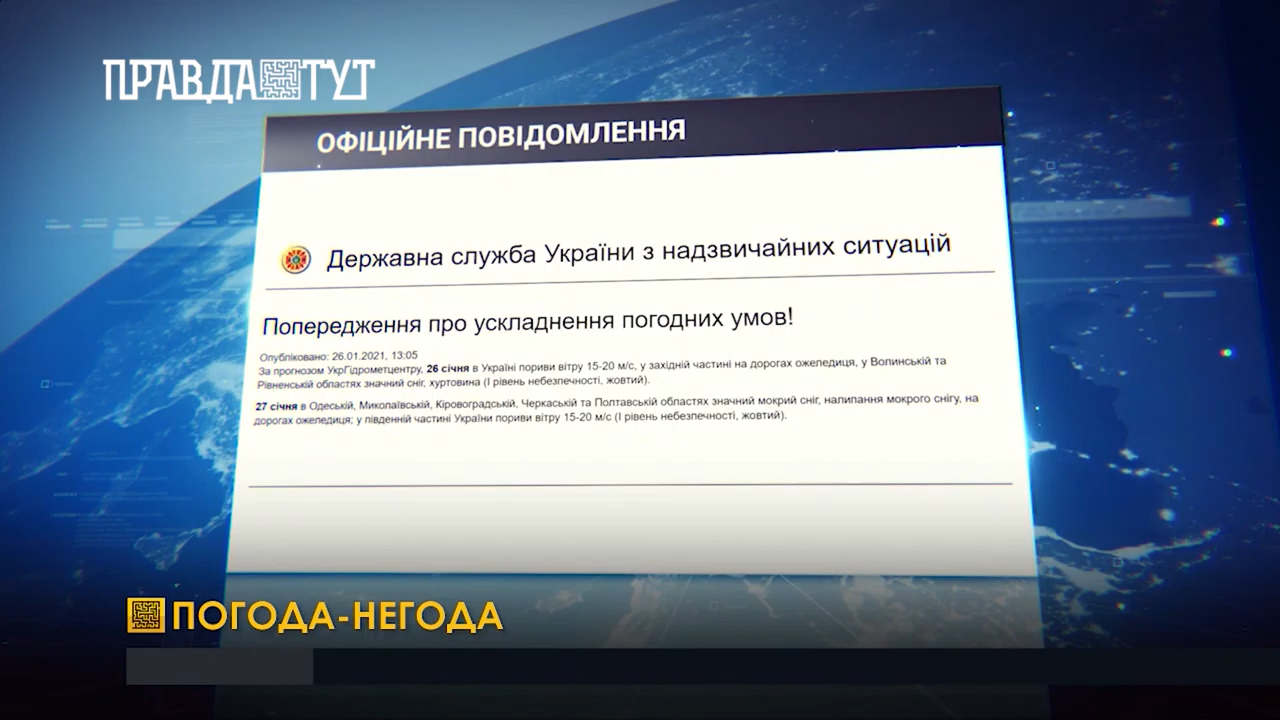 ПРАВДА ТУТ
ОФІЦІЙНЕ ПОВІДОМЛЕННЯ
Державна служба України з надзвичайних ситуацій
Попередження про ускладнення погодних умов!
Опубліковано: 26.01.2021, 13:05
За прогнозом УкрГідрометцентру, 26 січня в Україні пориви вітру 15-20 м/с, у західній частині на дорогах ожеледиця, у Волинській та
Рівненській областях значний сніг, хуртовина (І рівень небезпечності, жовтий).
27 січня в Одеській, Миколаївській, Кіровоградській, Черкаській та Полтавській областях значний мокрий сніг, налипання мокрого снігу, на
дорогах ожеледиця; у південній частині України пориви вітру 15-20 м/с (І рівень небезпечності, жовтий).
ПОГОДА-НЕГОДА